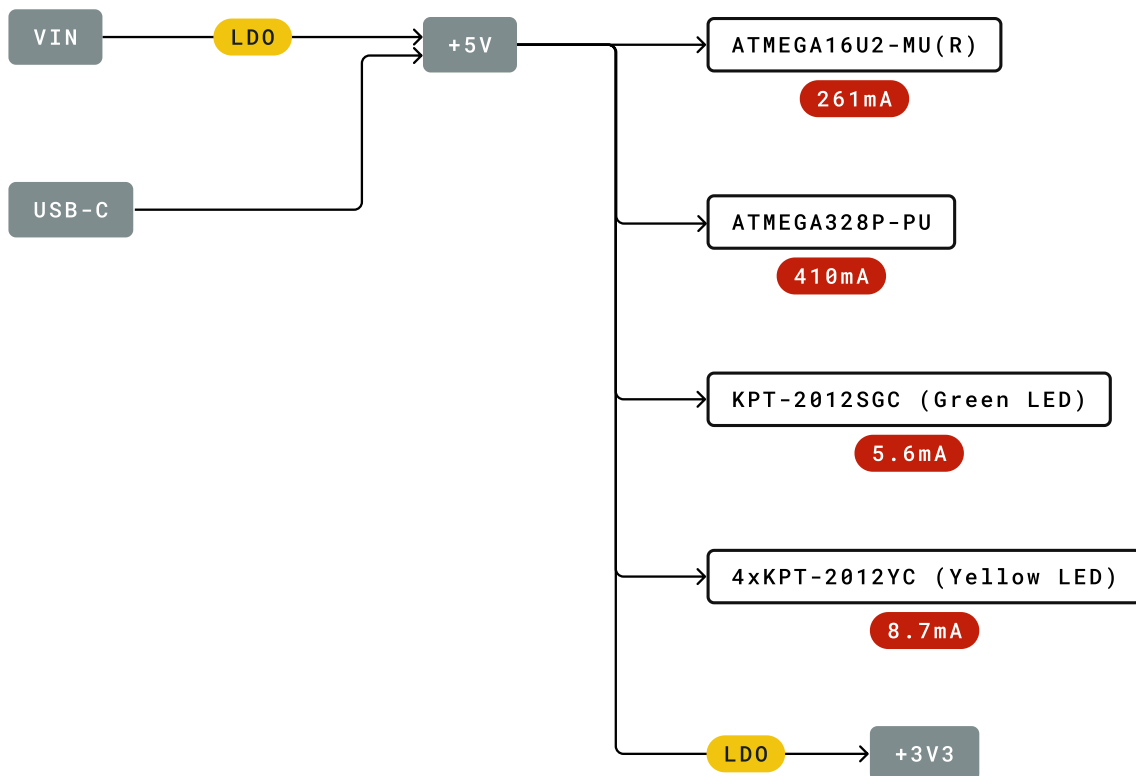 VIN
LDO
+5V
ATMEGA16U2-MU(R)
261mA
USB-C
ATMEGA328P-PU
410mA
KPT-2012SGC (Green LED)
5.6mA
4xKPT-2012YC (Yellow LED)
8.7mA
LDO
+3V3